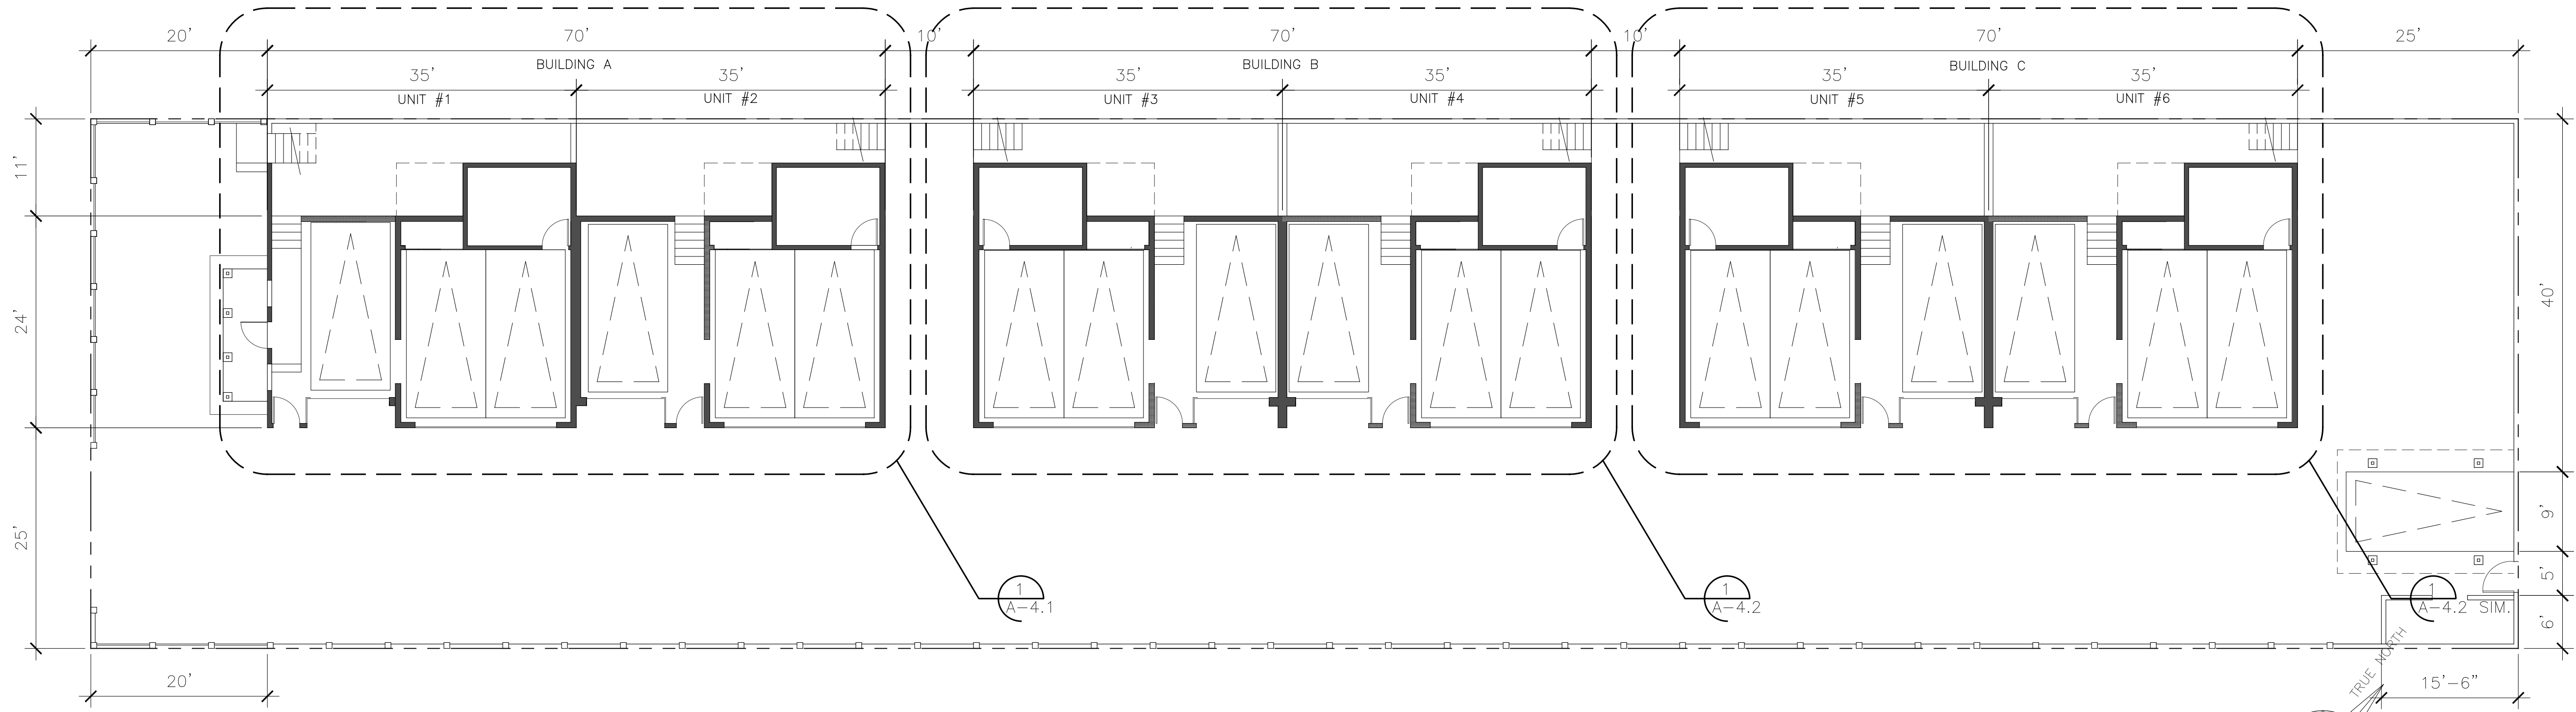 20' 70' 10' 70' 10' 70' 25'
BUILDING A BUILDING B BUILDING C
35' 35' 35' 35' 35' 35'
UNIT #1 UNIT #2 UNIT #3 UNIT #4 UNIT #5 UNIT #6
11'
24'
25'
40'
9'
5'
6'
1
A-4.1
1
A-4.2
1
A-4.2 SIM.
TRUE NORTH
20'
15'-6"